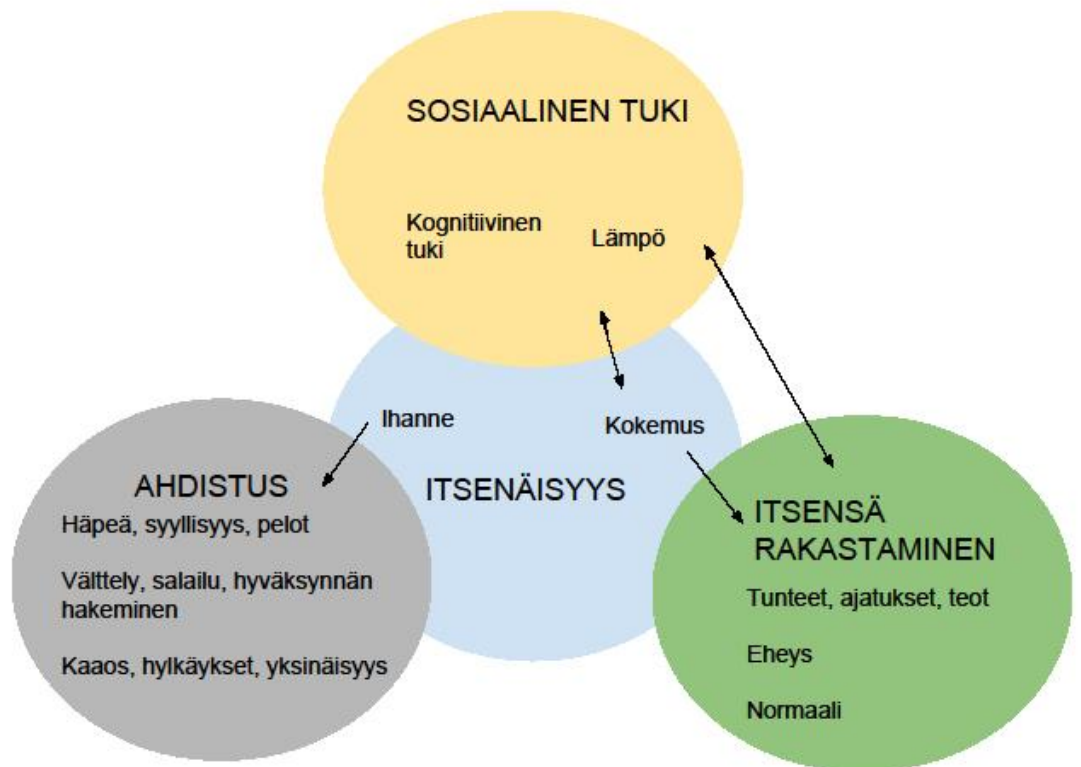 SOSIAALINEN TUKI
Kognitiivinen
tuki
Lämpö
Ihanne
Kokemus
ITSENÄISYYS
AHDISTUS
Häpeä, syyllisyys, pelot
Välttely, salailu, hyväksynnän
hakeminen
Kaaos, hylkäykset, yksinäisyys
ITSENSÄ
RAKASTAMINEN
Tunteet, ajatukset, teot
Eheys
Normaali